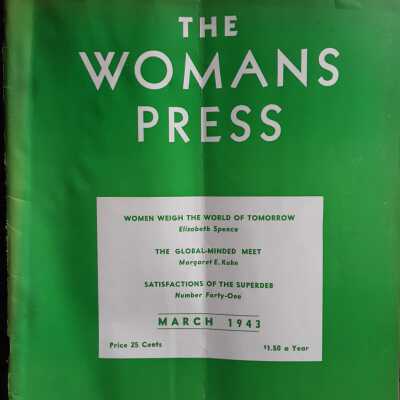 THE
WOMANS
PRESS
WOMEN WEIGH THE WORLD OF TOMORROW
Elizabeth Spence
THE GLOBAL-MINDED MEET
Margaret E. Kuhn
SATISFACTIONS OF THE SUPERDEB
Number Forty-One
MARCH 1943
Price 25 Cents $1.50 a Year